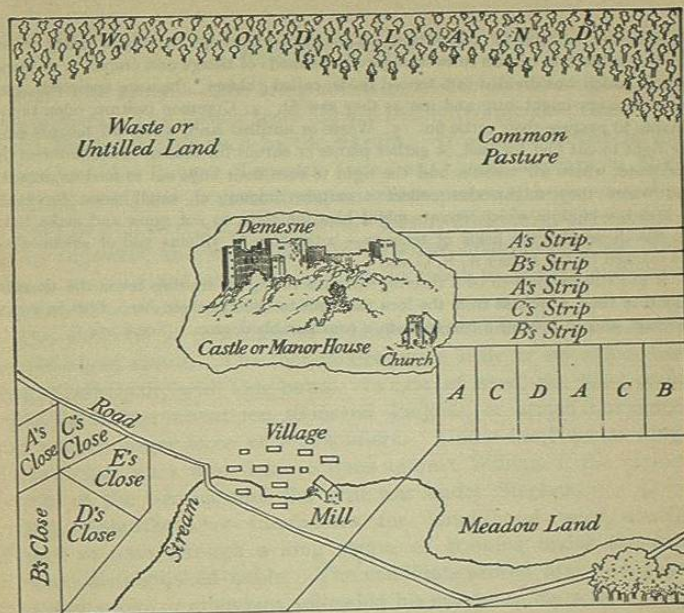 WOODLAND
Waste or
Untilled Land
Common
Pasture
Demesne
A's Strip
B's Strip
A's Strip
C's Strip
B's Strip
Castle or Manor House
Church
A C D A C B
Road
A's
Close
C's
Close
E's
Close
B's Close
D's
Close
Village
Mill
Stream
Meadow Land